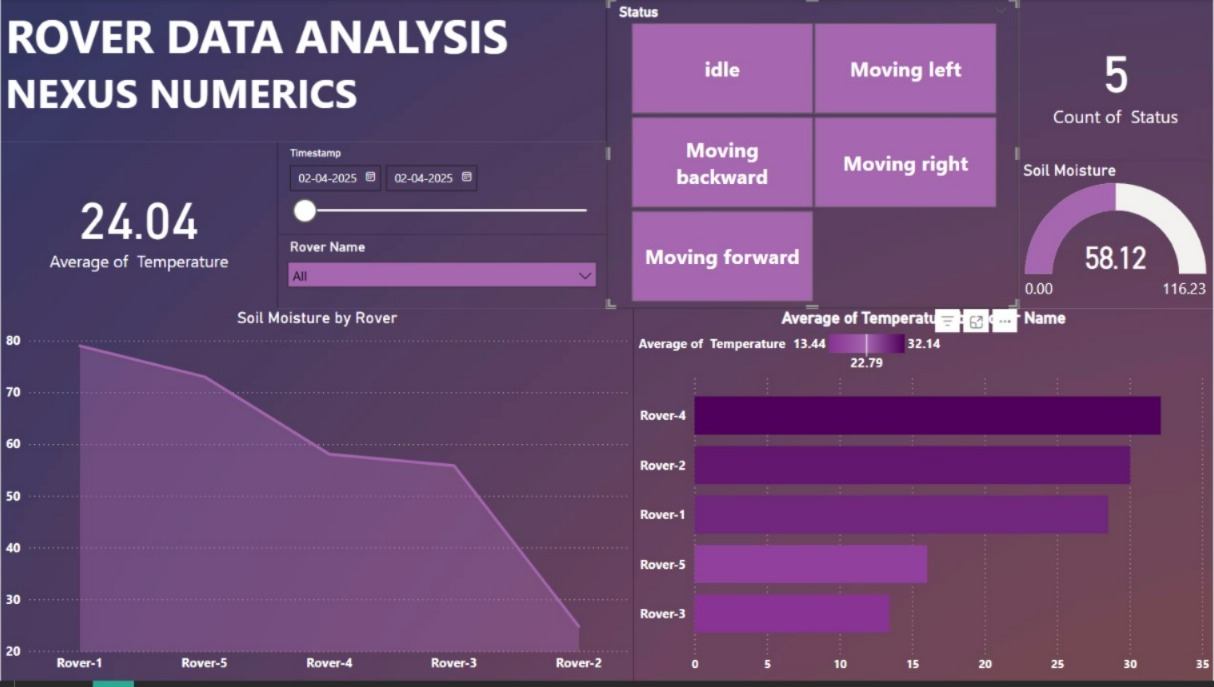 ROVER DATA ANALYSIS
NEXUS NUMERICS
24.04
Average of Temperature
Timestamp
02-04-2025 02-04-2025
Rover Name
All
Status
idle
Moving left
Moving
backward
Moving right
Moving forward
5
Count of Status
Soil Moisture
58.12
0.00 116.23
Soil Moisture by Rover
80
70
60
50
40
30
20
Rover-1 Rover-5 Rover-4 Rover-3 Rover-2
Average of Temperatu Name
Average of Temperature 13.44 32.14
22.79
Rover-4
Rover-2
Rover-1
Rover-5
Rover-3
0 5 10 15 20 25 30 35